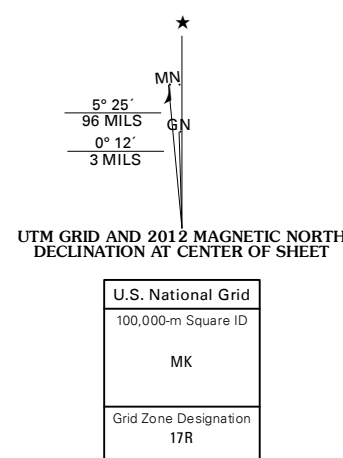 ★
MN
5° 25´
96 MILS
GN
0° 12´
3 MILS
UTM GRID AND 2012 MAGNETIC NORTH
DECLINATION AT CENTER OF SHEET
U.S. National Grid
100,000-m Square ID
MK
Grid Zone Designation
17R